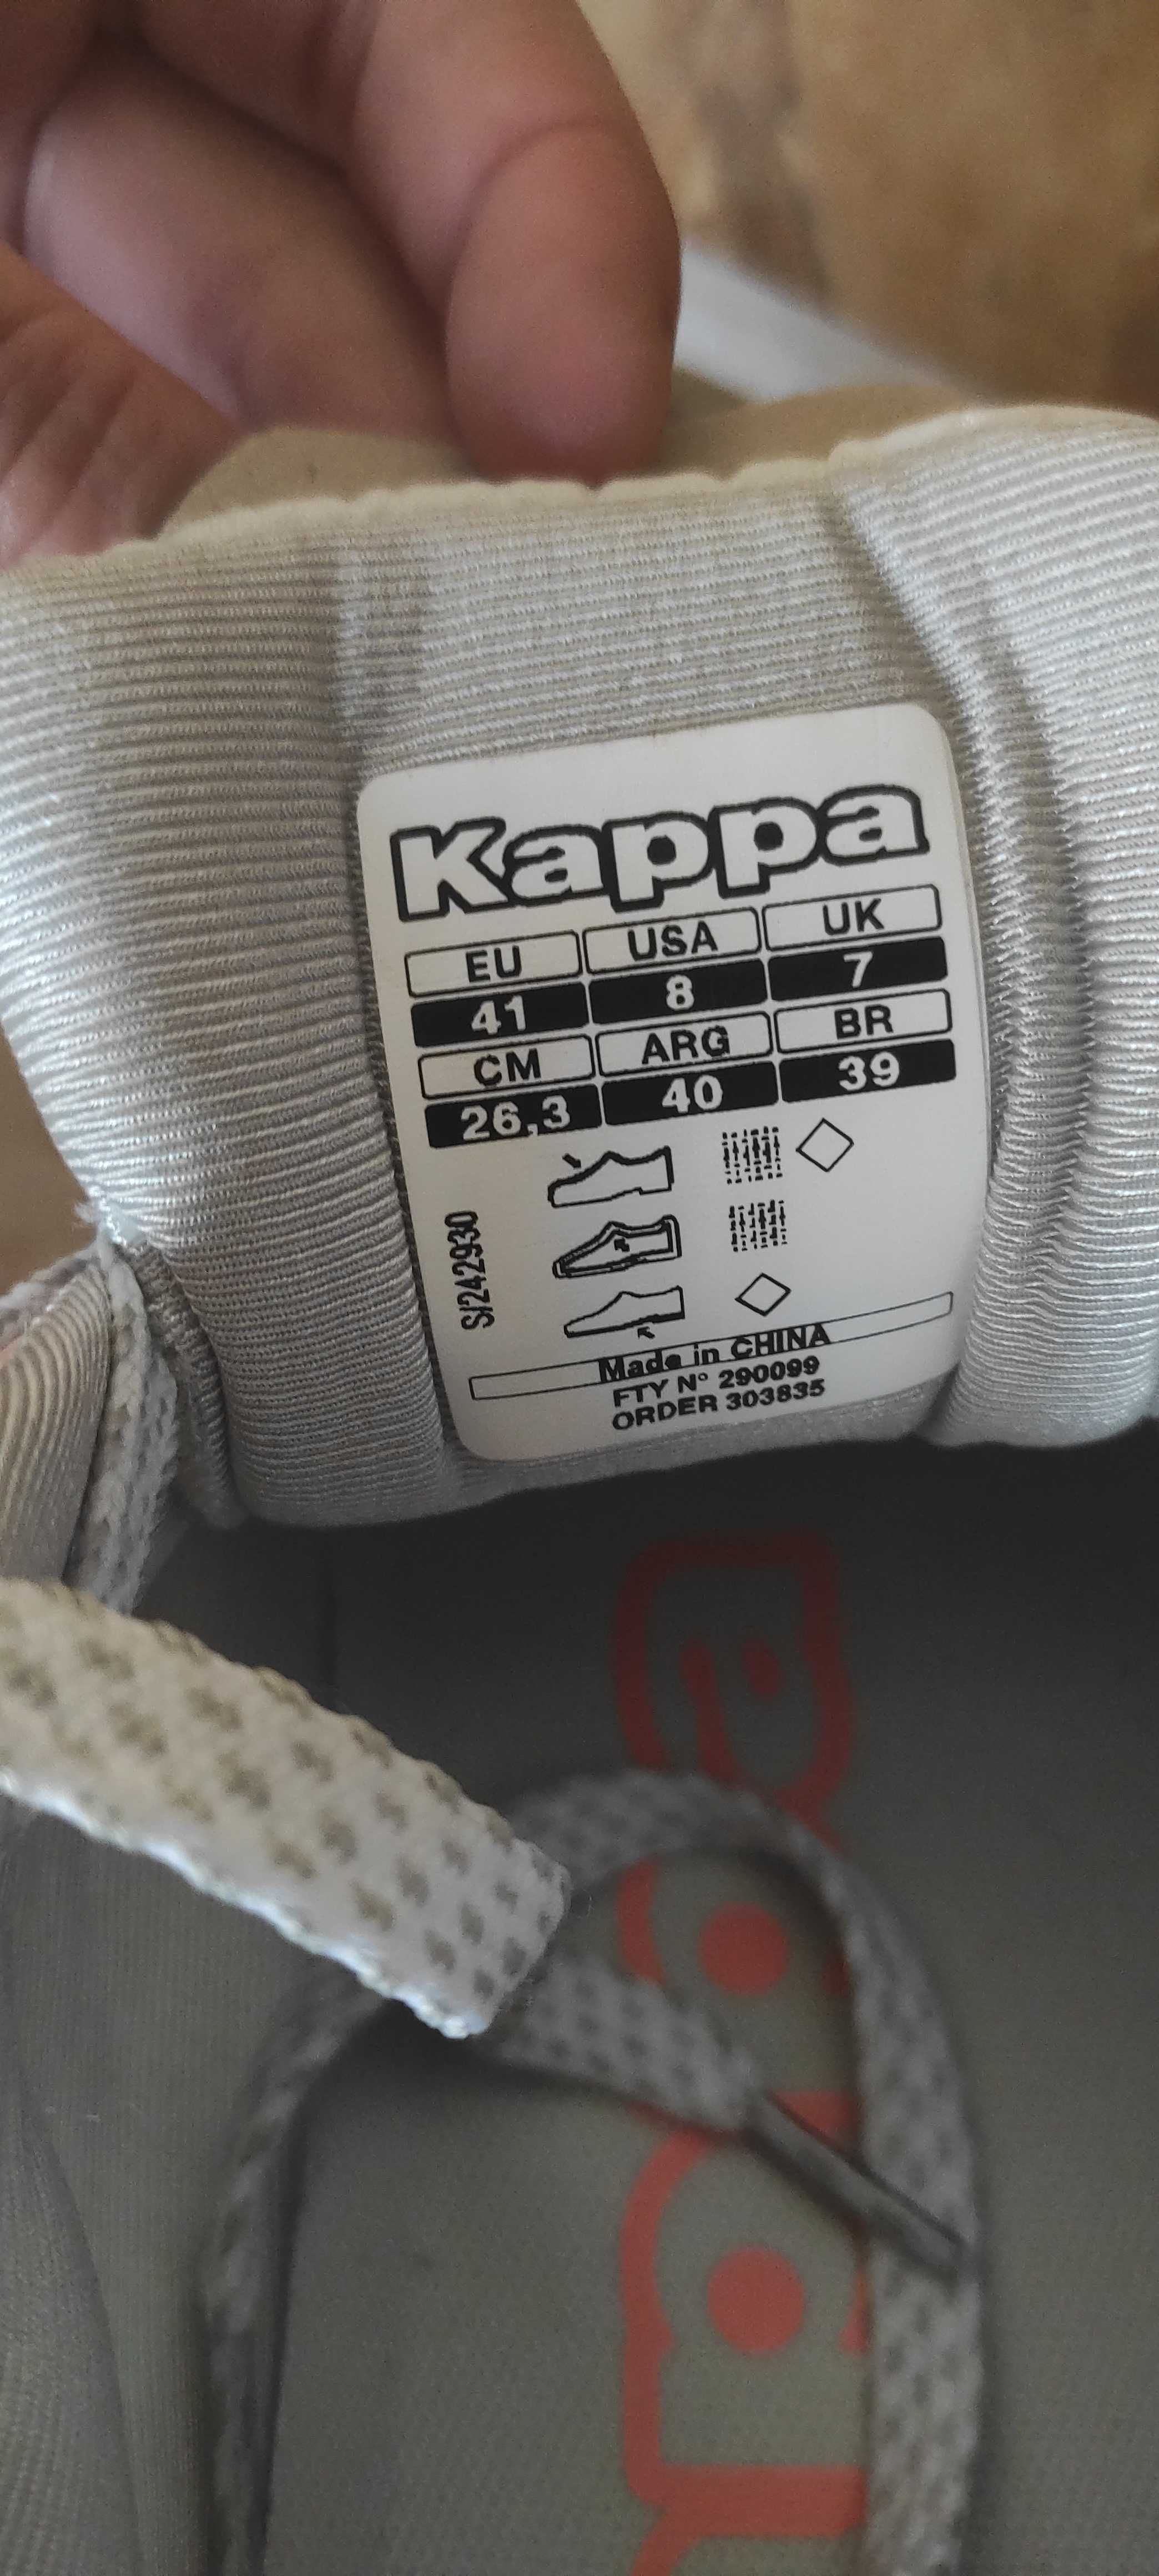 Kappa
EU USA UK
41 8 7
CM ARG BR
26,3 40 39
S/242930
Made in CHINA
FTY N° 290099
ORDER 303835